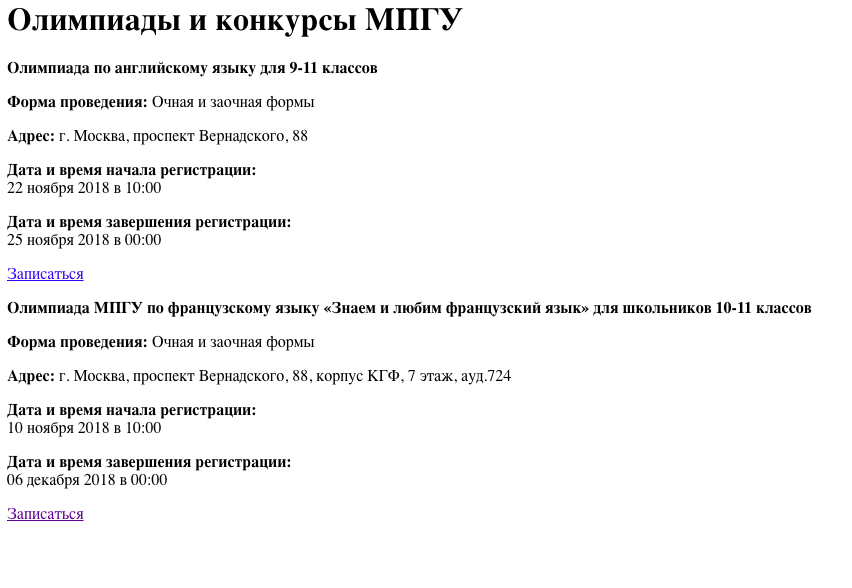 Олимпиады и конкурсы МПГУ
Олимпиада по английскому языку для 9-11 классов
Форма проведения: Очная и заочная формы
Адрес: г. Москва, проспект Вернадского, 88
Дата и время начала регистрации:
22 ноября 2018 в 10:00
Дата и время завершения регистрации:
25 ноября 2018 в 00:00
Записаться
Олимпиада МПГУ по французскому языку «Знаем и любим французский язык» для школьников 10-11 классов
Форма проведения: Очная и заочная формы
Адрес: г. Москва, проспект Вернадского, 88, корпус КГФ, 7 этаж, ауд.724
Дата и время начала регистрации:
10 ноября 2018 в 10:00
Дата и время завершения регистрации:
06 декабря 2018 в 00:00
Записаться